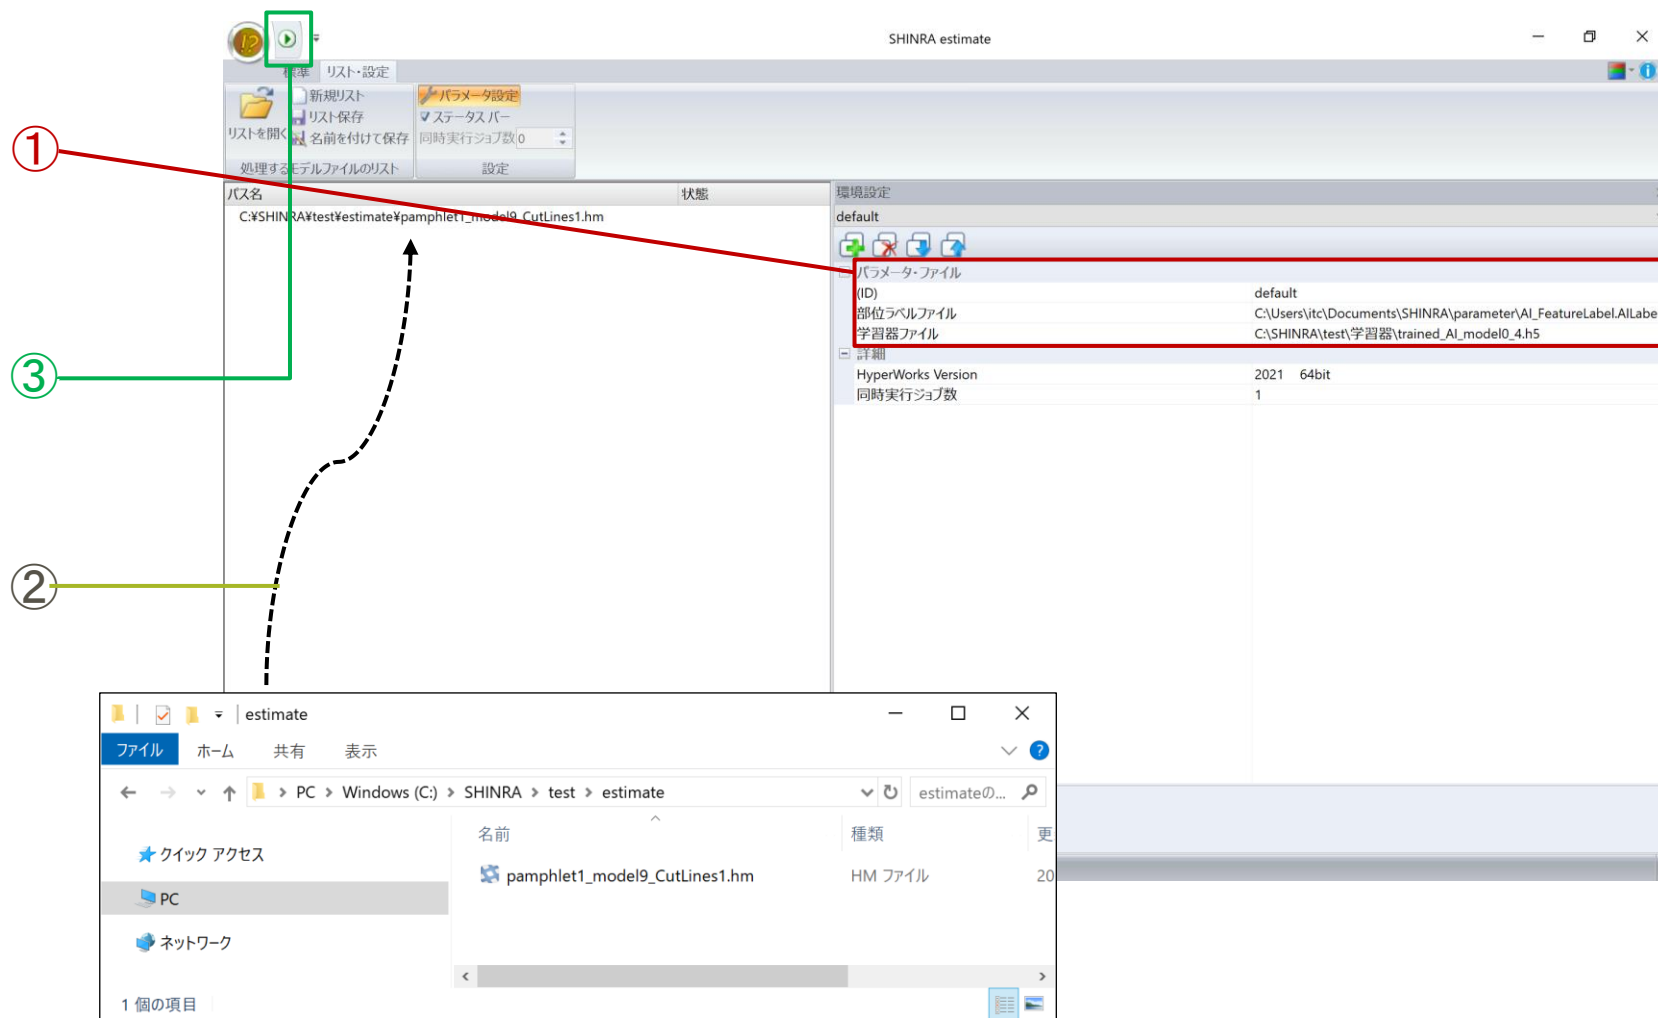 SHINRA estimate
標準 リスト・設定
新規リスト
リスト保存
リストを開く
名前を付けて保存
処理するモデルファイルのリスト
パラメータ設定
ステータス バー
同時実行ジョブ数 0
設定
①
パス名 状態
C:¥SHINRA¥test¥estimate¥pamphlet1_model9_CutLines1.hm
環境設定
default
パラメータ・ファイル
(ID) default
部位ラベルファイル C:\Users\itc\Documents\SHINRA\parameter\AI_FeatureLabel.AILabe
学習器ファイル C:\SHINRA\test\学習器\trained_AI_model0_4.h5
詳細
HyperWorks Version 2021 64bit
同時実行ジョブ数 1
③
②
estimate
ファイル ホーム 共有 表示
PC > Windows (C:) > SHINRA > test > estimate
estimateの...
名前 種類 更
クイック アクセス
pamphlet1_model9_CutLines1.hm HM ファイル 20
PC
ネットワーク
1 個の項目